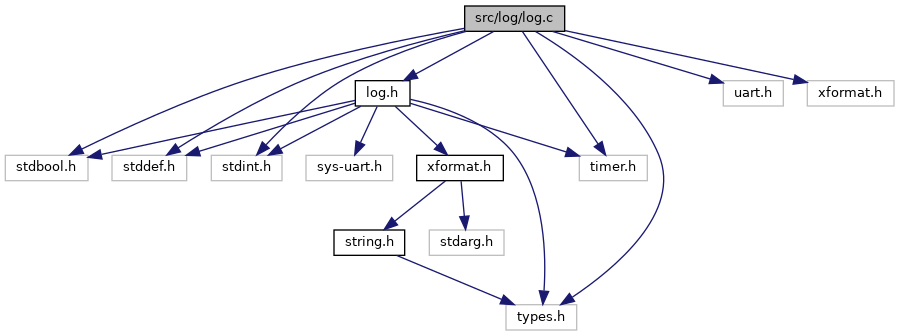 src/log/log.c
log.h
uart.h
xformat.h
stdbool.h
stddef.h
stdint.h
sys-uart.h
xformat.h
timer.h
string.h
stdarg.h
types.h